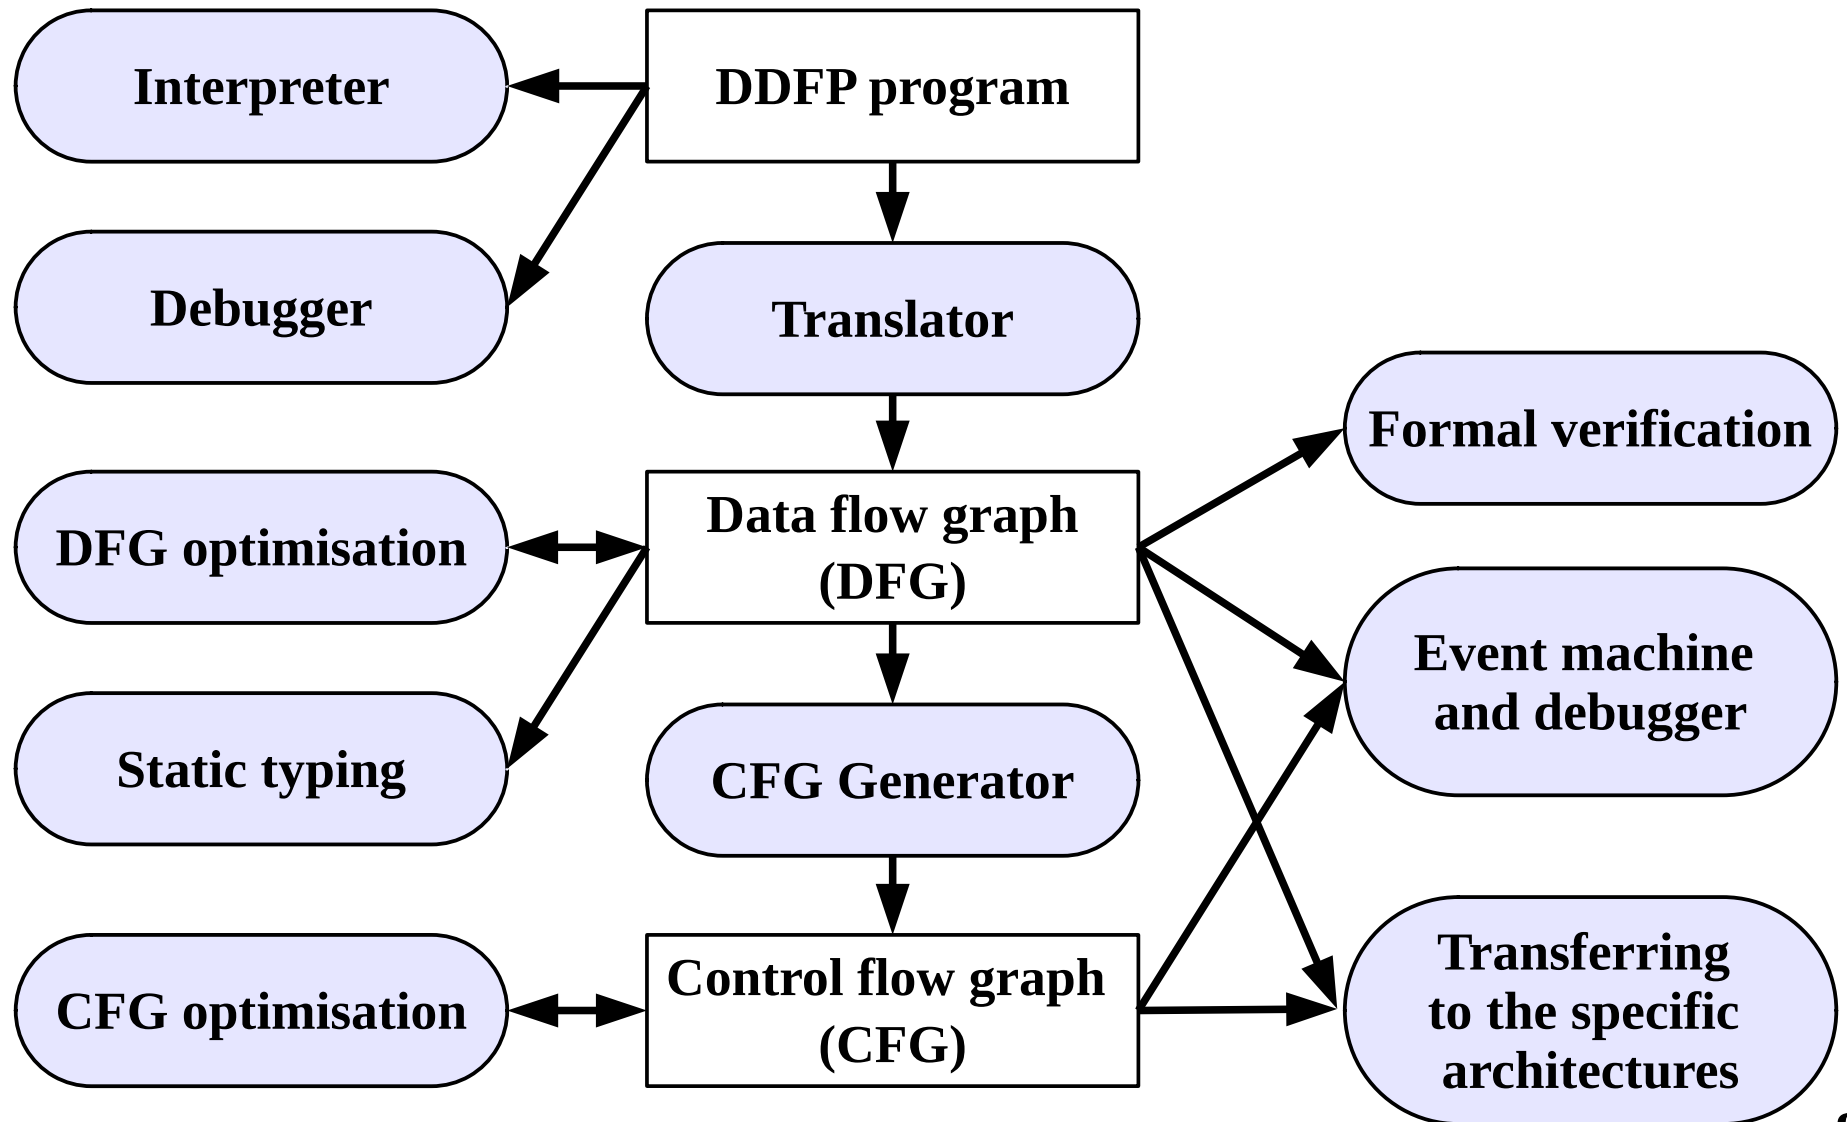 Interpreter
DDFP program
Debugger
Translator
Formal verification
DFG optimisation
Data flow graph
(DFG)
Event machine
and debugger
Static typing
CFG Generator
CFG optimisation
Control flow graph
(CFG)
Transferring
to the specific
architectures